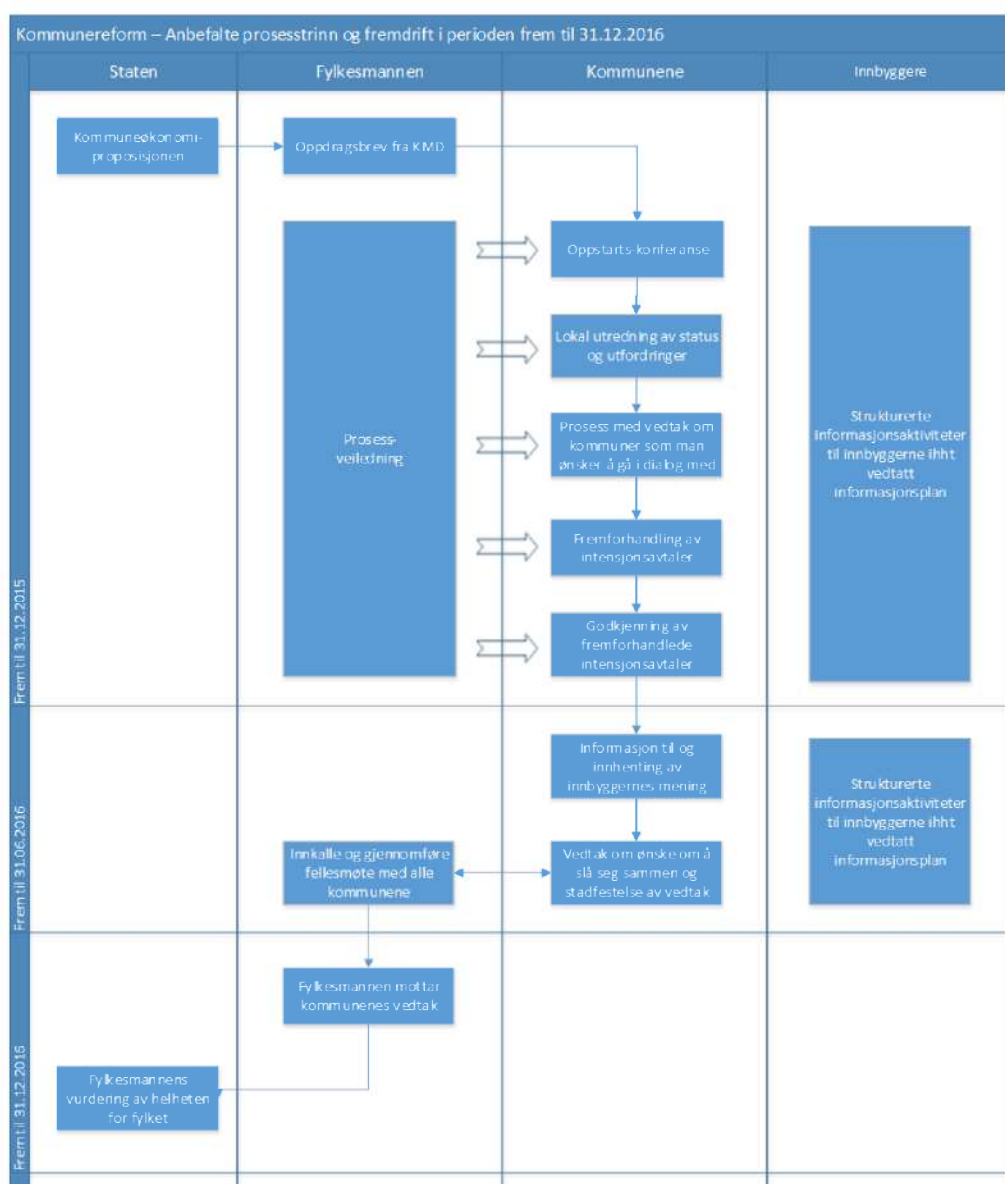 Kommunereform – Anbefalte prosesstrinn og fremdrift i perioden frem til 31.12.2016
Staten
Fylkesmannen
Kommunene
Innbyggere
Frem til 31.12.2015
Kommuneøkonomi-
proposisjonen
Oppdragsbrev fra KMD
Oppstarts-konferanse
Prosess-
veiledning
Lokal utredning av status
og utfordringer
Prosess med vedtak om
kommuner som man
ønsker å gå i dialog med
Fremforhandling av
intensjonsavtaler
Godkjenning av
fremforhandlede
intensjonsavtaler
Strukturerte
informasjonsaktiviteter
til innbyggerne ihht
vedtatt
informasjonsplan
Frem til 31.06.2016
Informasjon til og
innhenting av
innbyggernes mening
Innkalle og gjennomføre
fellesmøte med alle
kommunene
Vedtak om ønske om å
slå seg sammen og
stadfestelse av vedtak
Strukturerte
informasjonsaktiviteter
til innbyggerne ihht
vedtatt
informasjonsplan
Frem til 31.12.2016
Fylkesmannen mottar
kommunenes vedtak
Fylkesmannens
vurdering av helheten
for fylket